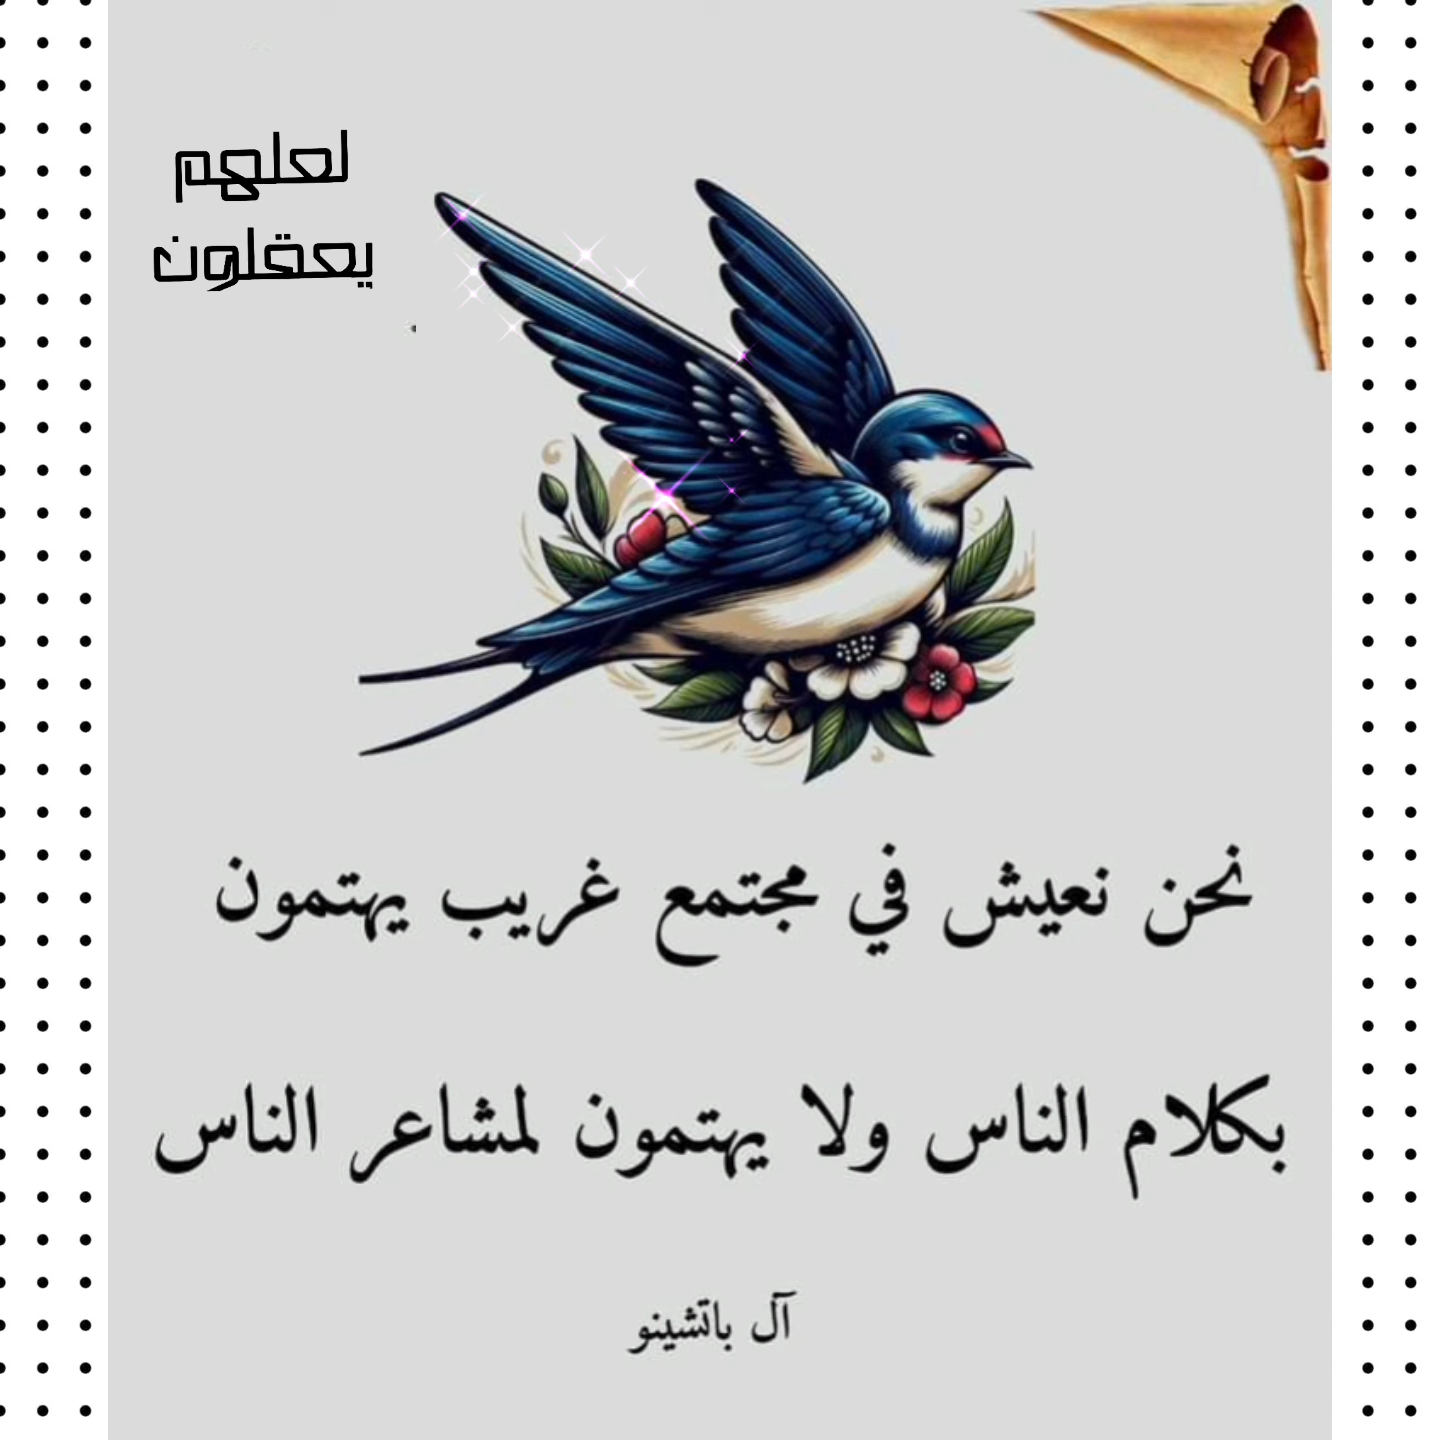 لعلهم
يعقلون
نحن نعيش في مجتمع غريب يهتمون
بكلام الناس ولا يهتمون لمشاعر الناس
آل باتشينو